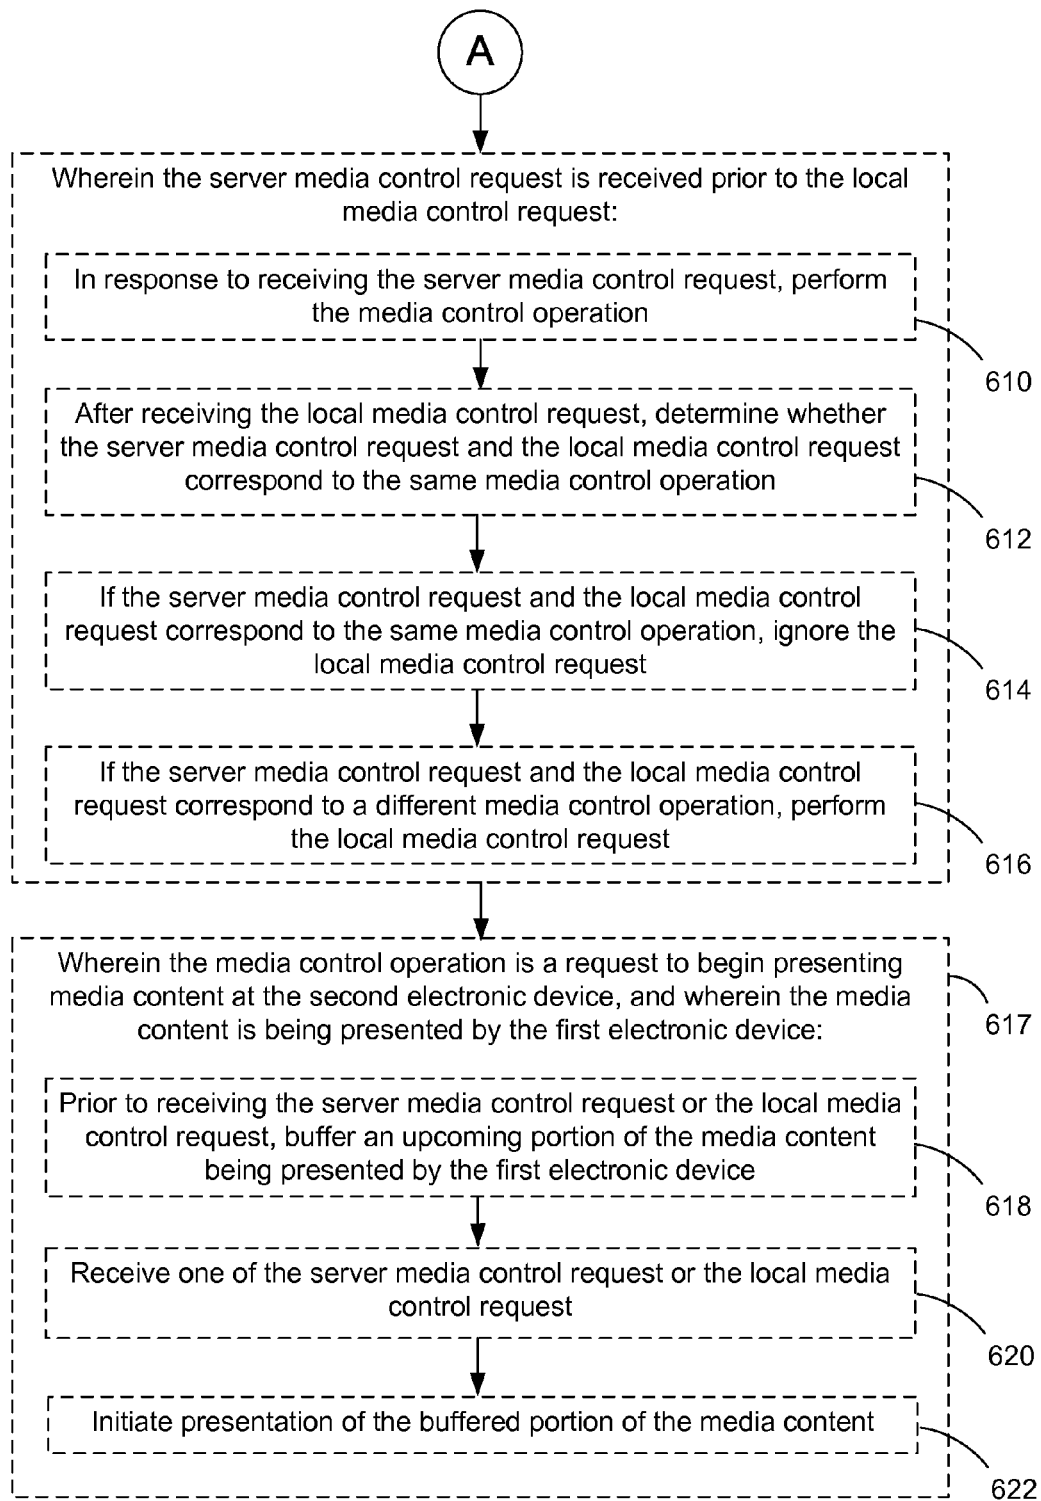 A
Wherein the server media control request is received prior to the local
media control request:
In response to receiving the server media control request, perform
the media control operation
610
After receiving the local media control request, determine whether
the server media control request and the local media control request
correspond to the same media control operation
612
If the server media control request and the local media control
request correspond to the same media control operation, ignore the
local media control request
614
If the server media control request and the local media control
request correspond to a different media control operation, perform
the local media control request
616
Wherein the media control operation is a request to begin presenting
media content at the second electronic device, and wherein the media
content is being presented by the first electronic device:
617
Prior to receiving the server media control request or the local media
control request, buffer an upcoming portion of the media content
being presented by the first electronic device
618
Receive one of the server media control request or the local media
control request
620
Initiate presentation of the buffered portion of the media content
622